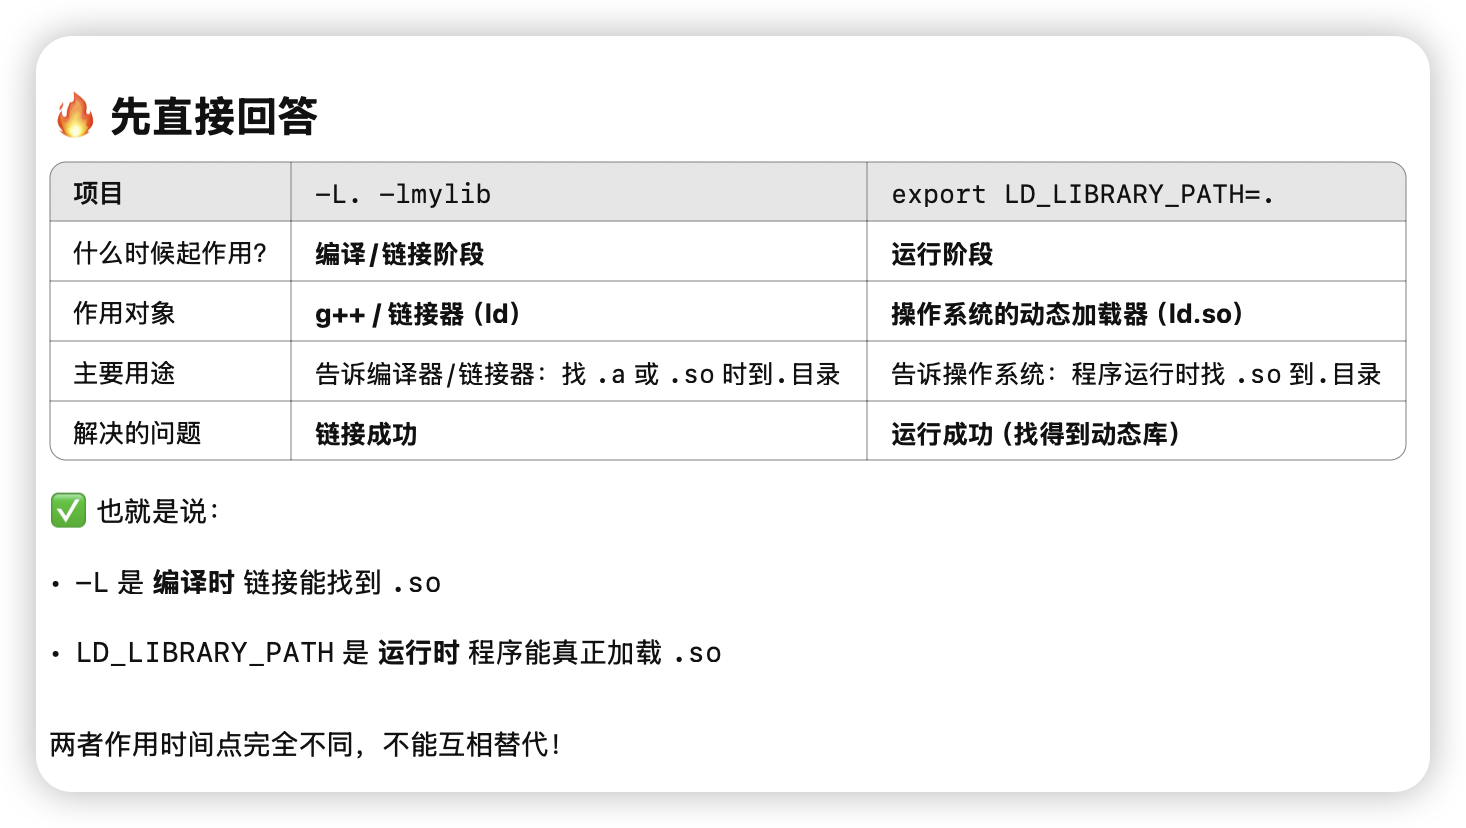 🔥 先直接回答
项目 -L. -lmylib export LD_LIBRARY_PATH=.
什么时候起作用？ 编译/链接阶段 运行阶段
作用对象 g++ / 链接器（ld） 操作系统的动态加载器（ld.so）
主要用途 告诉编译器/链接器：找 .a 或 .so 时到.目录 告诉操作系统：程序运行时找 .so 到.目录
解决的问题 链接成功 运行成功（找得到动态库）
✅ 也就是说：
• -L 是 编译时 链接能找到 .so
• LD_LIBRARY_PATH 是 运行时 程序能真正加载 .so
两者作用时间点完全不同，不能互相替代！